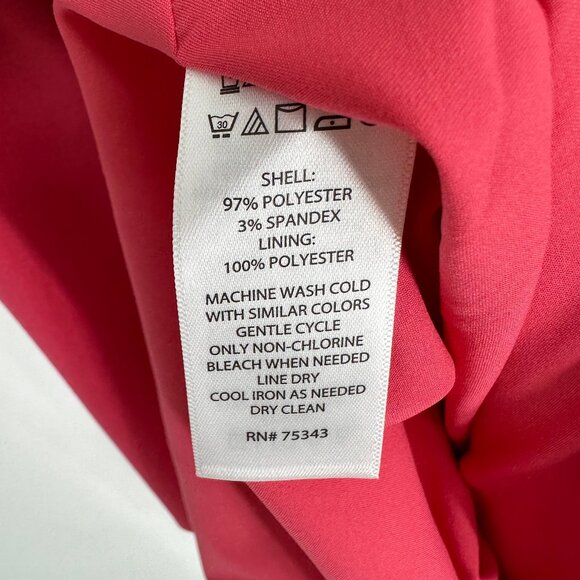 30
SHELL:
97% POLYESTER
3% SPANDEX
LINING:
100% POLYESTER
MACHINE WASH COLD
WITH SIMILAR COLORS
GENTLE CYCLE
ONLY NON-CHLORINE
BLEACH WHEN NEEDED
LINE DRY
COOL IRON AS NEEDED
DRY CLEAN
RN# 75343